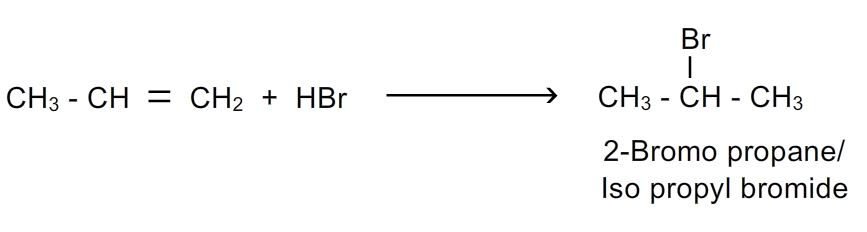 Br
|
CH₃ - CH = CH₂ + HBr ⟶ CH₃ - CH - CH₃
2-Bromo propane/
Iso propyl bromide